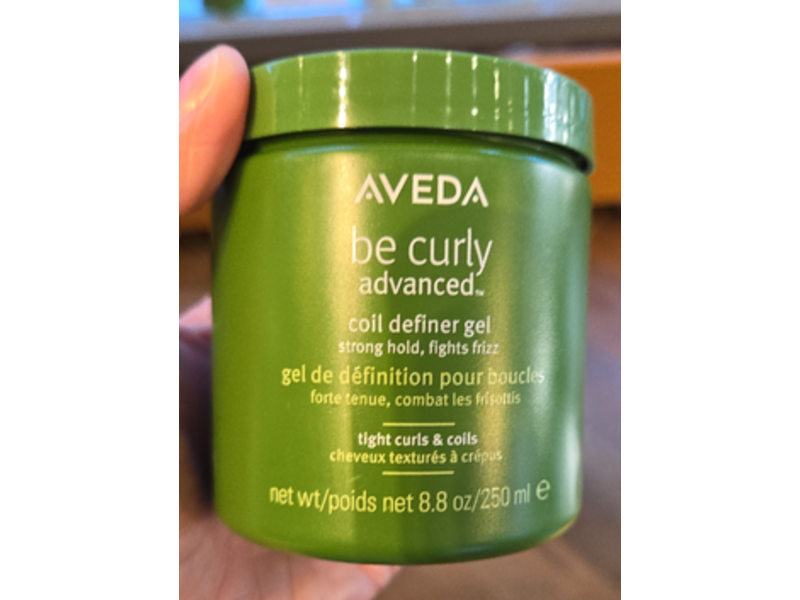 AVEDA
be curly
advanced™
coil definer gel
strong hold, fights frizz
gel de définition pour boucles
forte tenue, combat les frisottis
tight curls & coils
cheveux texturés à crépus
net wt/poids net 8.8 oz/250 ml ℮